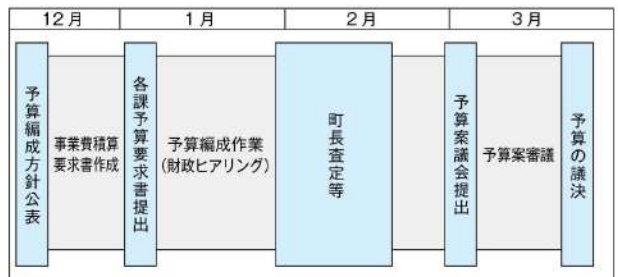 12月
1月
2月
3月
予算編成方針公表
事業費積算
要求書作成
各課予算要求書提出
予算編成作業
(財政ヒアリング)
町長査定等
予算案議会提出
予算案審議
予算の議決